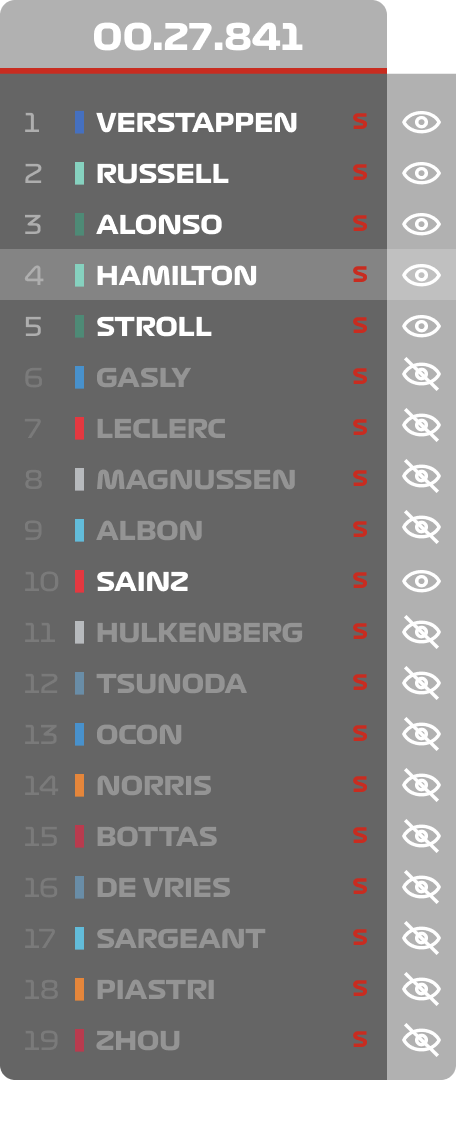 00.27.841
1 VERSTAPPEN S
2 RUSSELL S
3 ALONSO S
4 HAMILTON S
5 STROLL S
6 GASLY S
7 LECLERC S
8 MAGNUSSEN S
9 ALBON S
10 SAINZ S
11 HULKENBERG S
12 TSUNODA S
13 OCON S
14 NORRIS S
15 BOTTAS S
16 DE VRIES S
17 SARGEANT S
18 PIASTRI S
19 ZHOU S